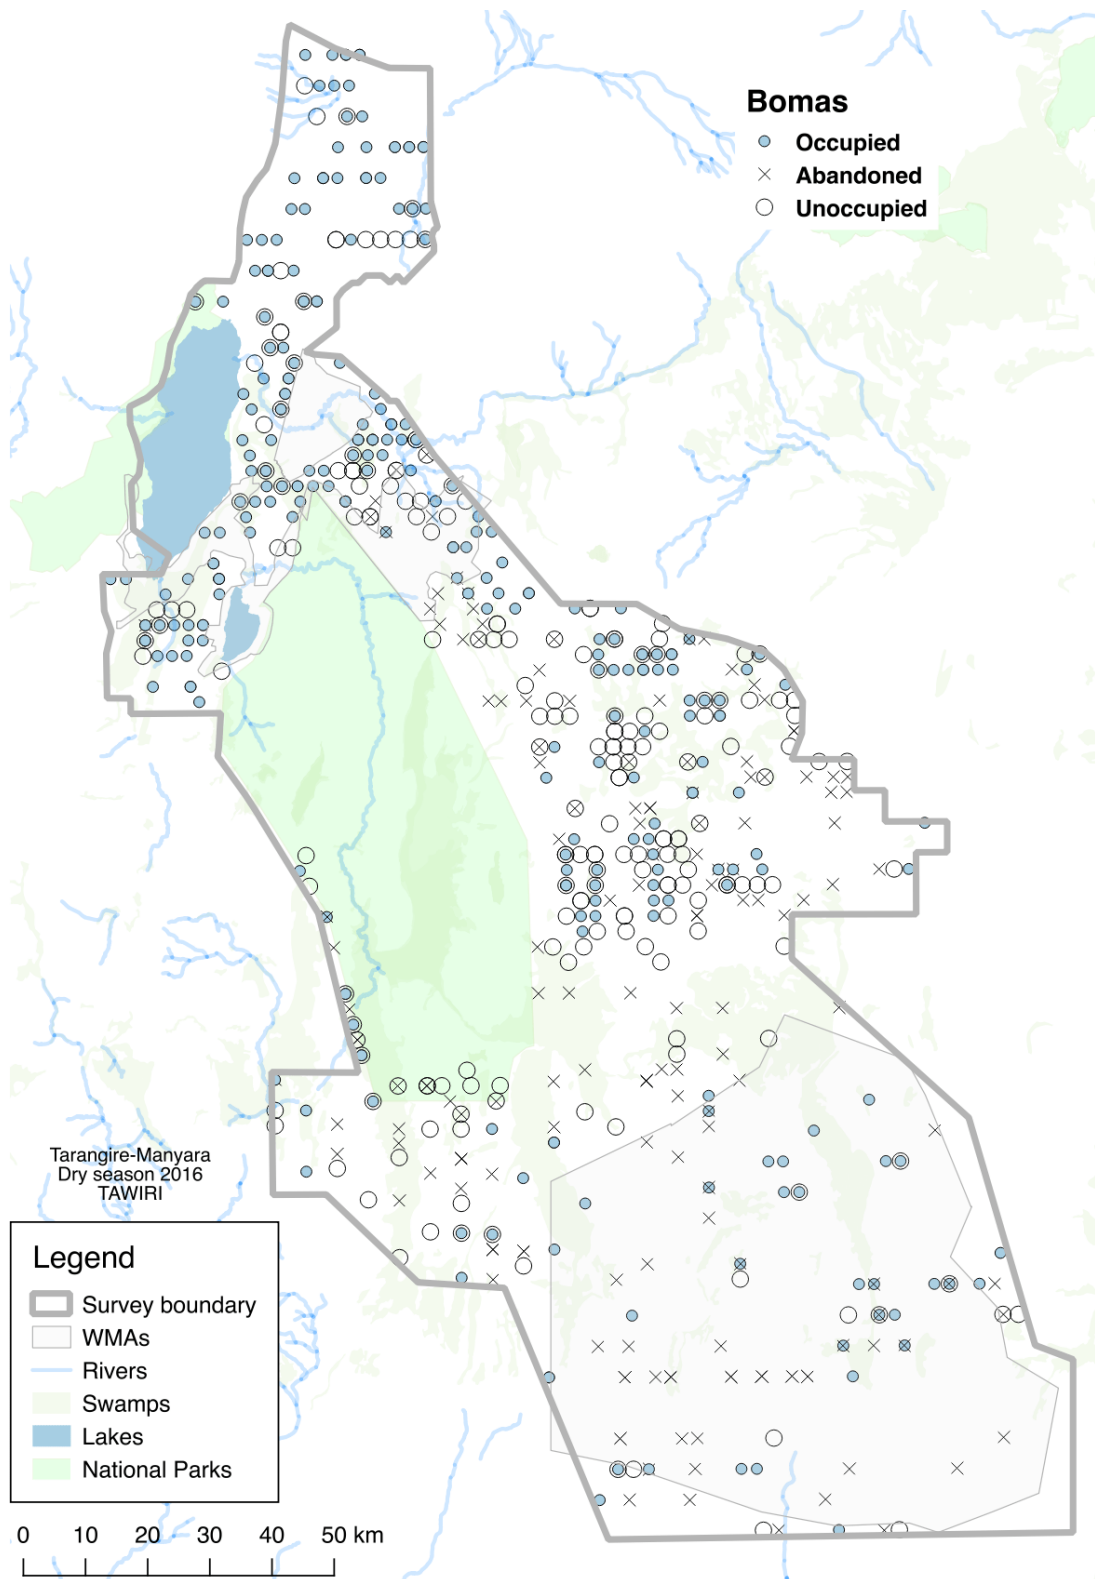 Bomas
Occupied
Abandoned
Unoccupied
Tarangire-Manyara
Dry season 2016
TAWIRI
Legend
Survey boundary
WMAs
Rivers
Swamps
Lakes
National Parks
0 10 20 30 40 50 km